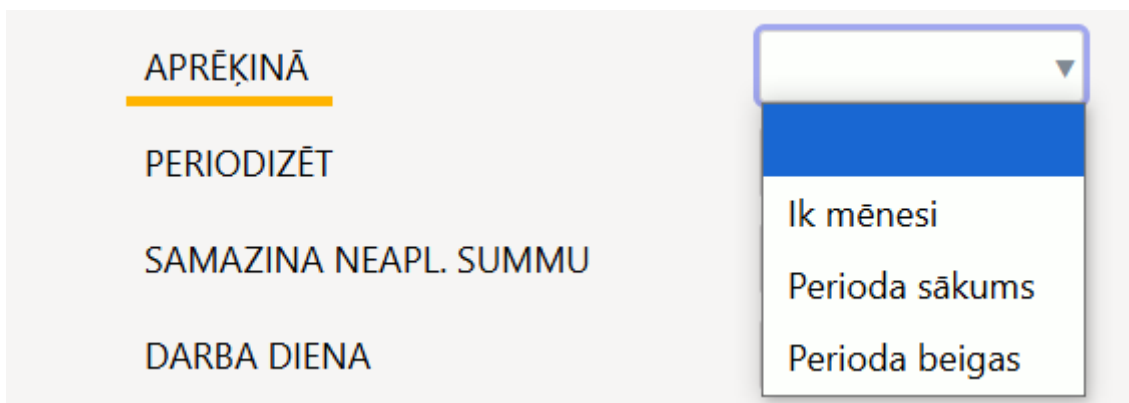 APRĒĶINĀ
PERIODIZĒT
SAMAZINA NEAPL. SUMMU
DARBA DIENA
Ik mēnesi
Perioda sākums
Perioda beigas